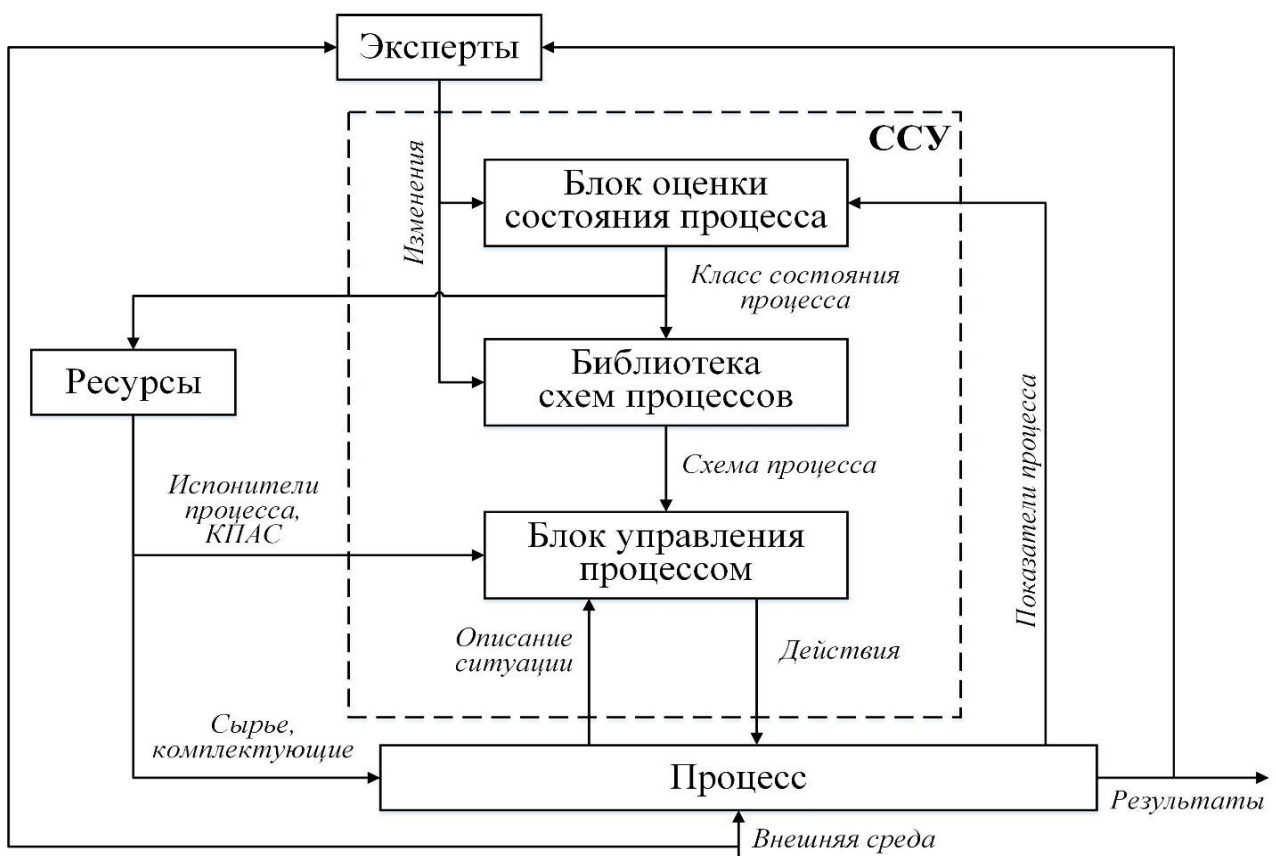 Эксперты
ССУ
Изменения
Блок оценки
состояния процесса
Класс состояния
процесса
Ресурсы
Библиотека
схем процессов
Показатели процесса
Схема процесса
Испонители
процесса,
КПАС
Блок управления
процессом
Описание
ситуации
Действия
Сырье,
комплектующие
Процесс
Результаты
Внешняя среда